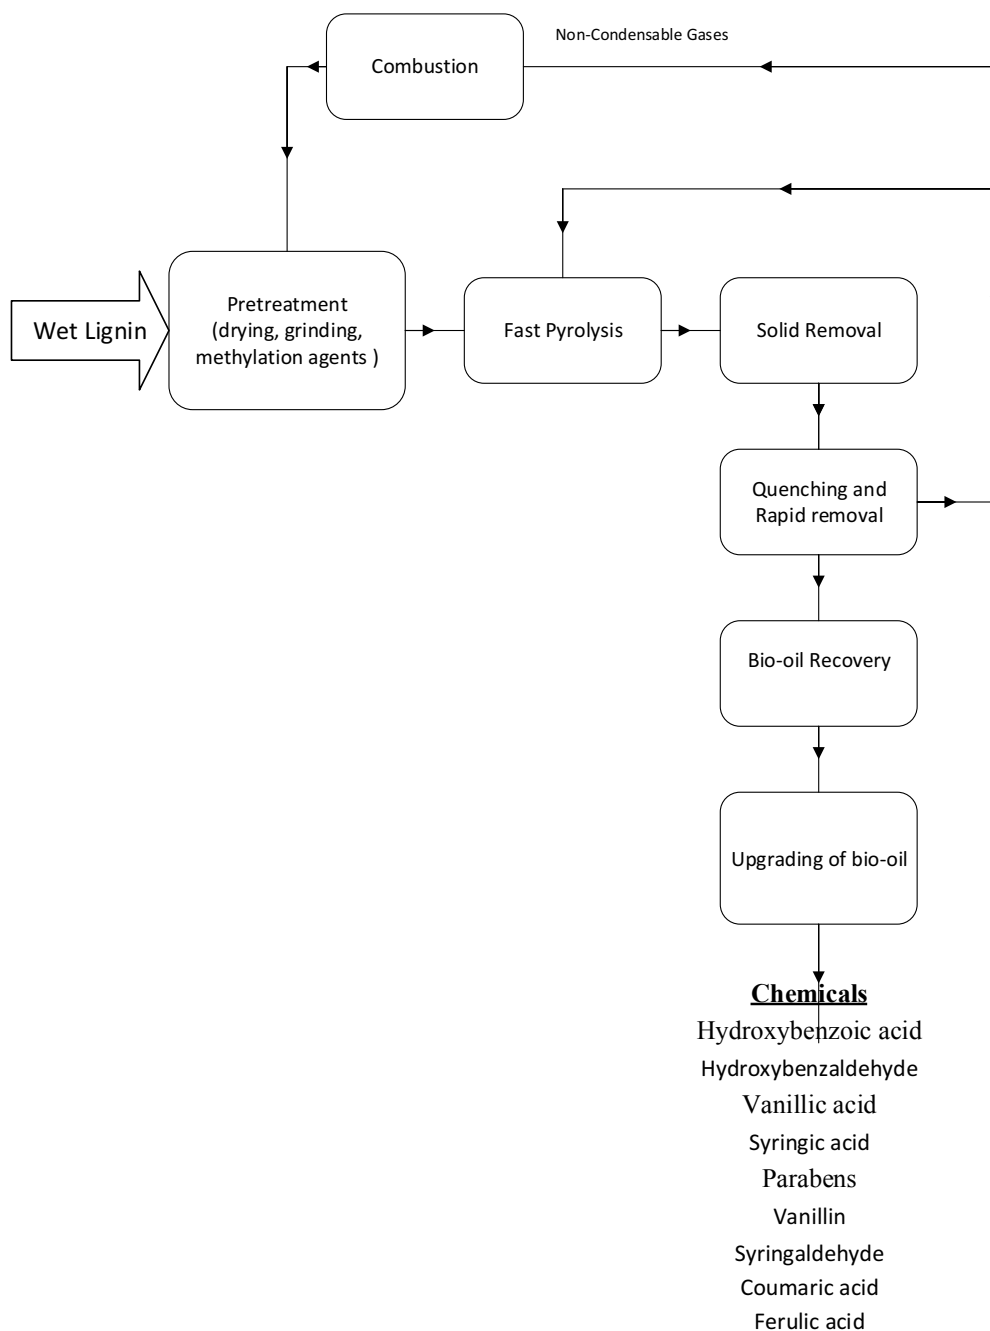 Non-Condensable Gases
Combustion
Wet Lignin
Pretreatment
(drying, grinding,
methylation agents )
Fast Pyrolysis
Solid Removal
Quenching and
Rapid removal
Bio-oil Recovery
Upgrading of bio-oil
Chemicals
Hydroxybenzoic acid
Hydroxybenzaldehyde
Vanillic acid
Syringic acid
Parabens
Vanillin
Syringaldehyde
Coumaric acid
Ferulic acid